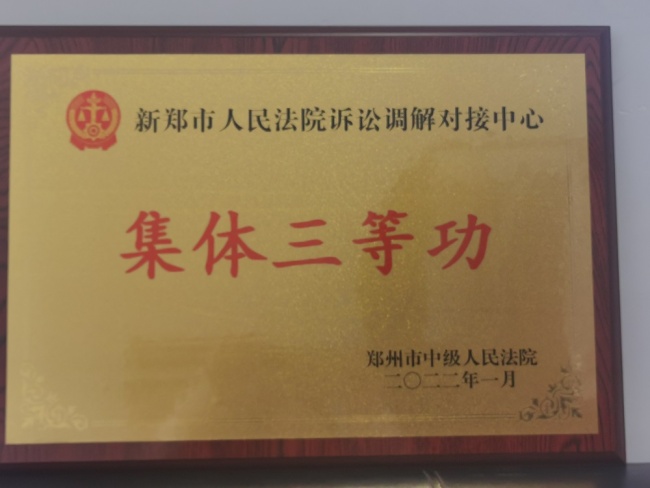 新郑市人民法院诉讼调解对接中心
集体三等功
郑州市中级人民法院
二〇二二年一月